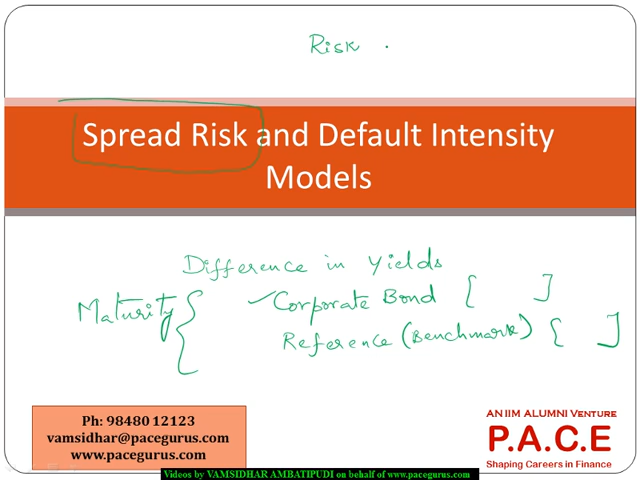 Risk
Spread Risk and Default Intensity
Models
Difference in Yields
Maturity
Corporate Bond [ ]
Reference (Benchmark) [ ]
Ph: 98480 12123
vamsidhar@pacegurus.com
www.pacegurus.com
AN IIM ALUMNI VENTURE
P.A.C.E
Shaping Careers in Finance
Videos by VAMSIDHAR AMBATIPUDI on behalf of www.pacegurus.com